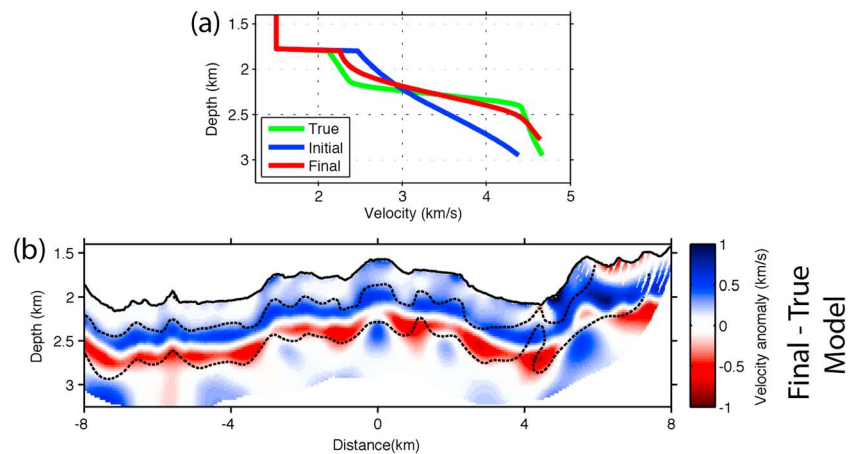 (a)
1.5
2
2.5
3
Depth (km)
True
Initial
Final
2
3
4
5
Velocity (km/s)
(b)
1.5
2
2.5
3
Depth (km)
-8
-4
0
4
8
Distance(km)
1
0.5
0
-0.5
-1
Velocity anomaly (km/s)
Final - True
Model